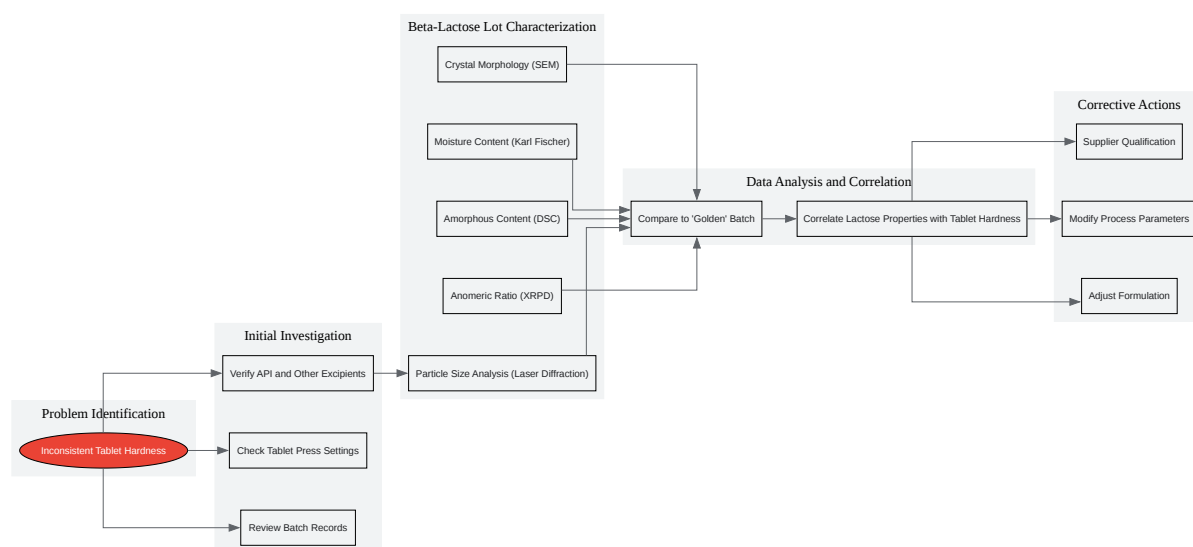 Problem Identification
Inconsistent Tablet Hardness
Initial Investigation
Verify API and Other Excipients
Check Tablet Press Settings
Review Batch Records
Beta-Lactose Lot Characterization
Crystal Morphology (SEM)
Moisture Content (Karl Fischer)
Amorphous Content (DSC)
Anomeric Ratio (XRPD)
Particle Size Analysis (Laser Diffraction)
Data Analysis and Correlation
Compare to 'Golden' Batch
Correlate Lactose Properties with Tablet Hardness
Corrective Actions
Supplier Qualification
Modify Process Parameters
Adjust Formulation